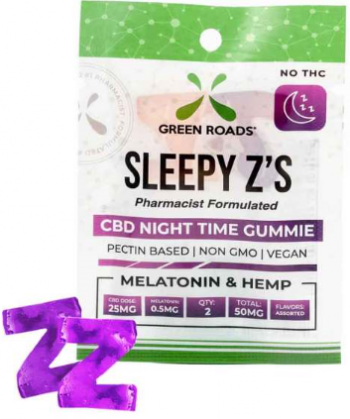 NO THC
GREEN ROADS®
SLEEPY Z'S
Pharmacist Formulated
CBD NIGHT TIME GUMMIE
PECTIN BASED | NON GMO | VEGAN
MELATONIN & HEMP
CBD DOSE: MELATONIN: QTY: TOTAL: FLAVORS:
25MG 0.5MG 2 50MG ASSORTED